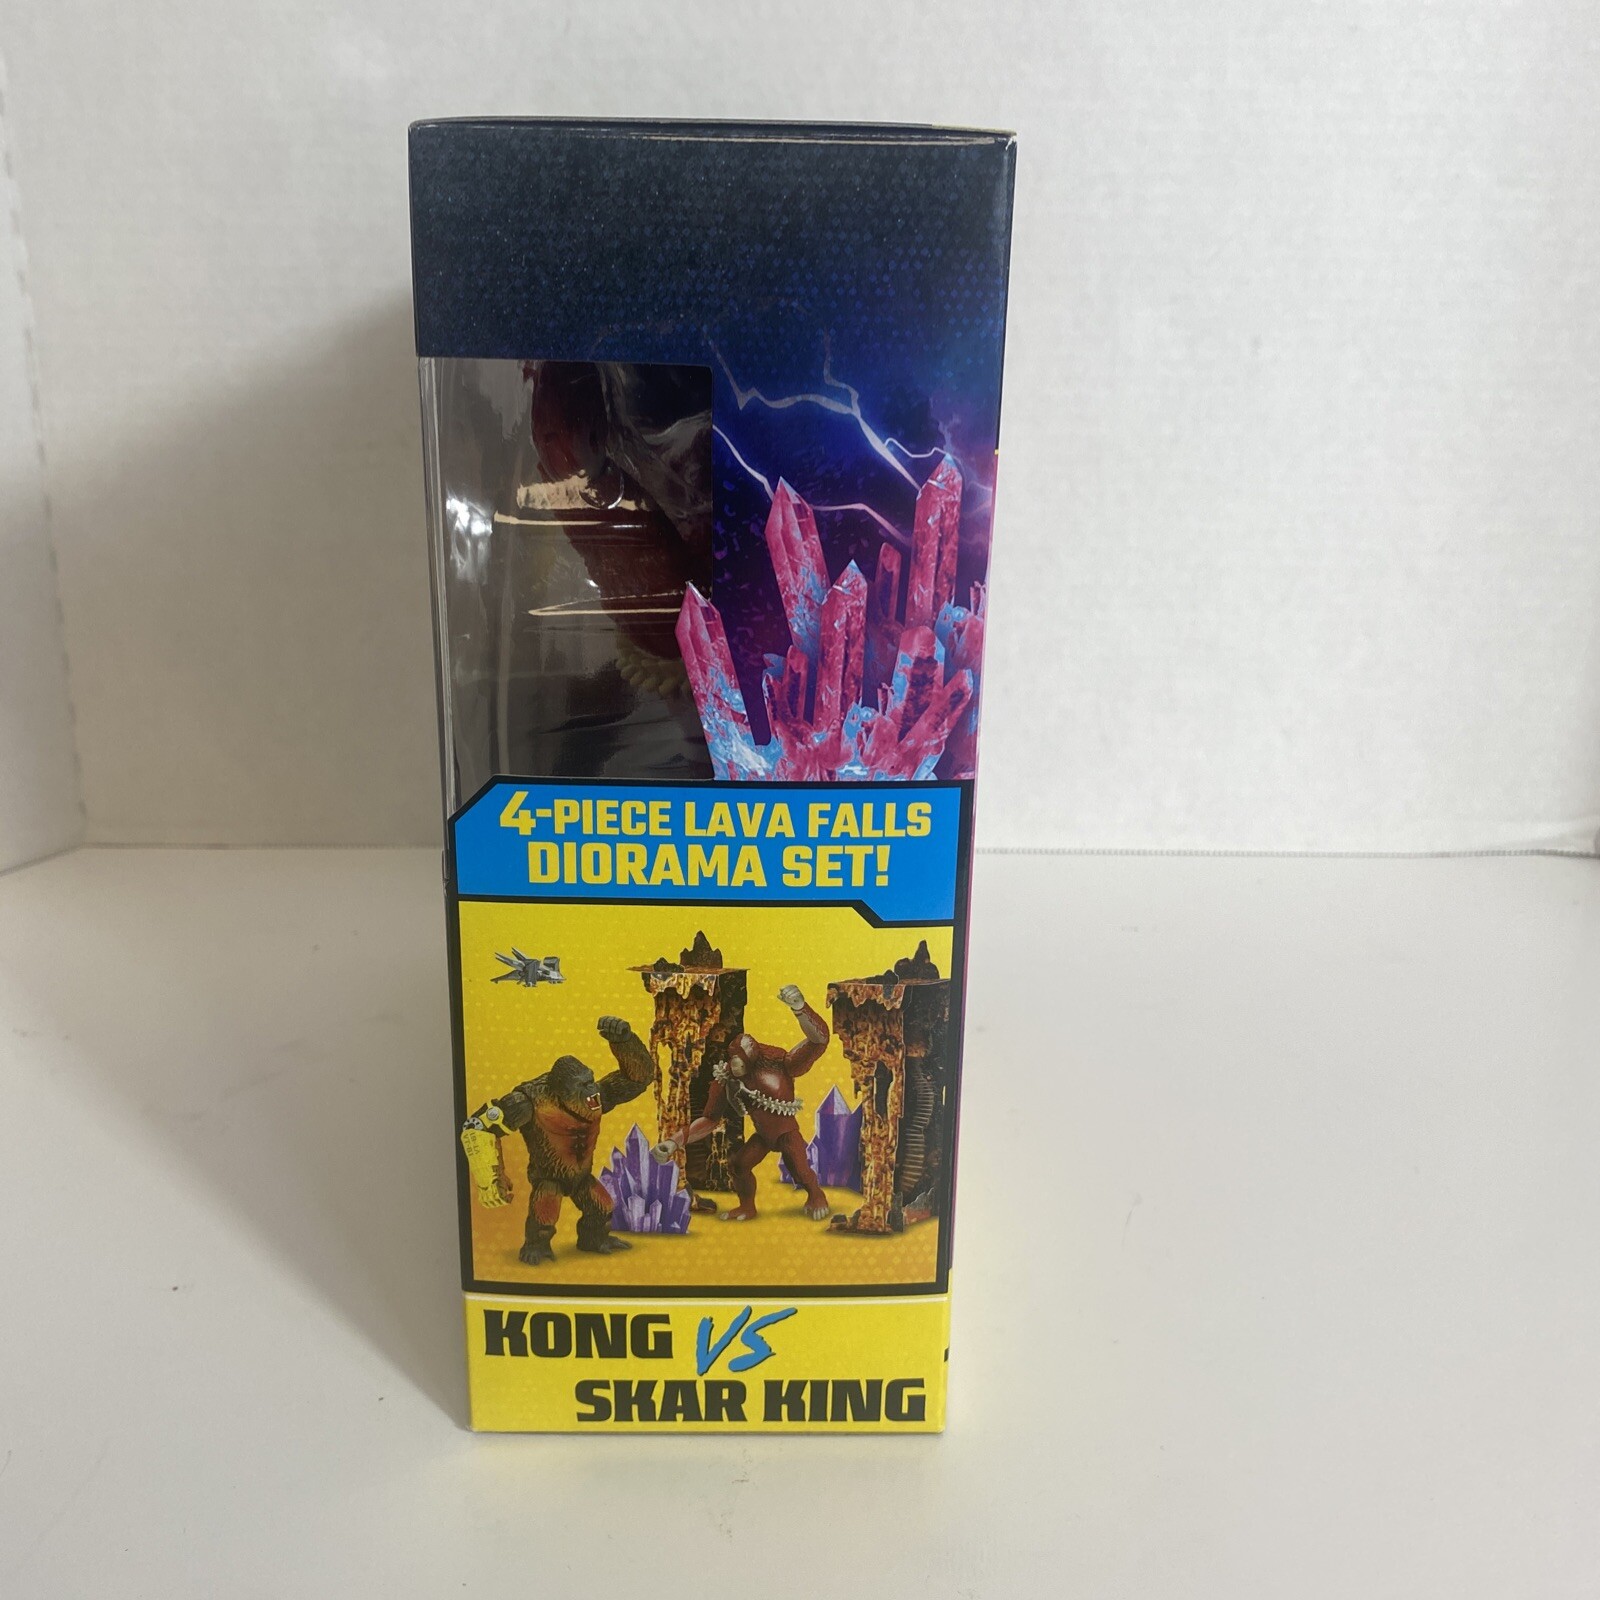 4-PIECE LAVA FALLS
DIORAMA SET!
KONG VS
SKAR KING